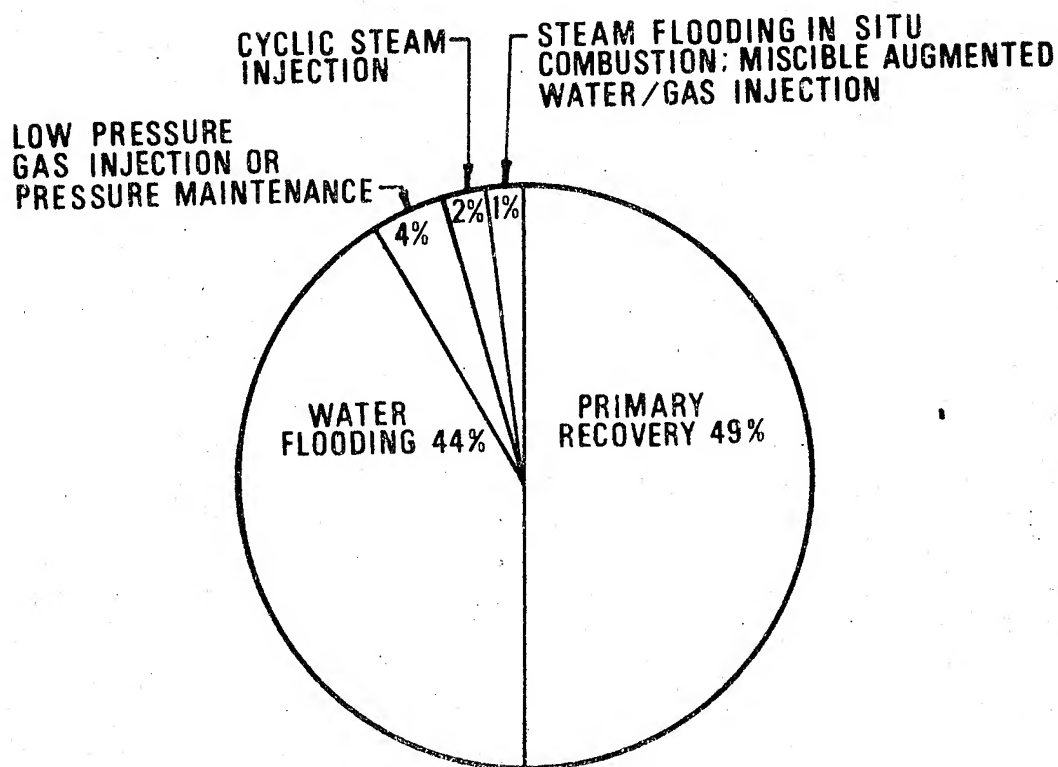 CYCLIC STEAM
INJECTION
STEAM FLOODING IN SITU
COMBUSTION; MISCIBLE AUGMENTED
WATER/GAS INJECTION
LOW PRESSURE
GAS INJECTION OR
PRESSURE MAINTENANCE
4%
2%
1%
WATER
FLOODING 44%
PRIMARY
RECOVERY 49%